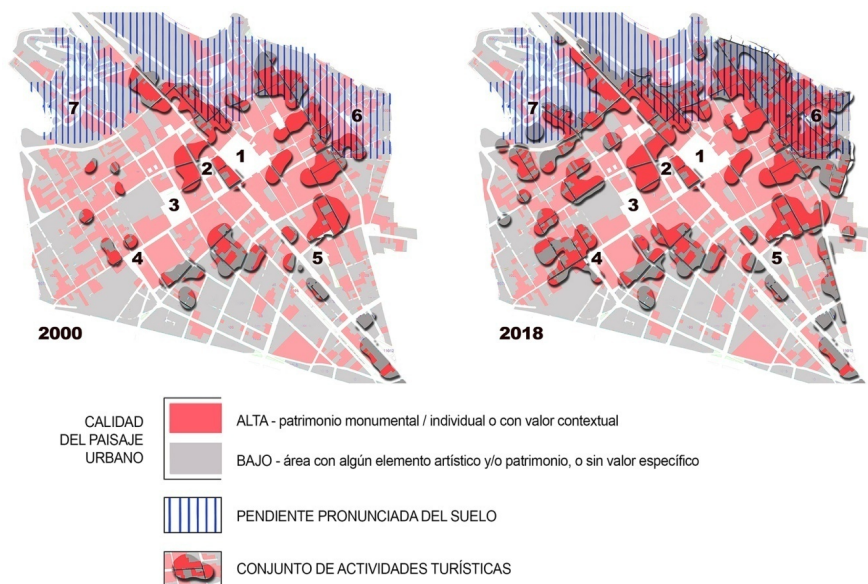 7
6
1
2
3
4
5
2000
7
6
1
2
3
4
5
2018
CALIDAD
DEL PAISAJE
URBANO
ALTA - patrimonio monumental / individual o con valor contextual
BAJO - área con algún elemento artístico y/o patrimonio, o sin valor específico
PENDIENTE PRONUNCIADA DEL SUELO
CONJUNTO DE ACTIVIDADES TURÍSTICAS